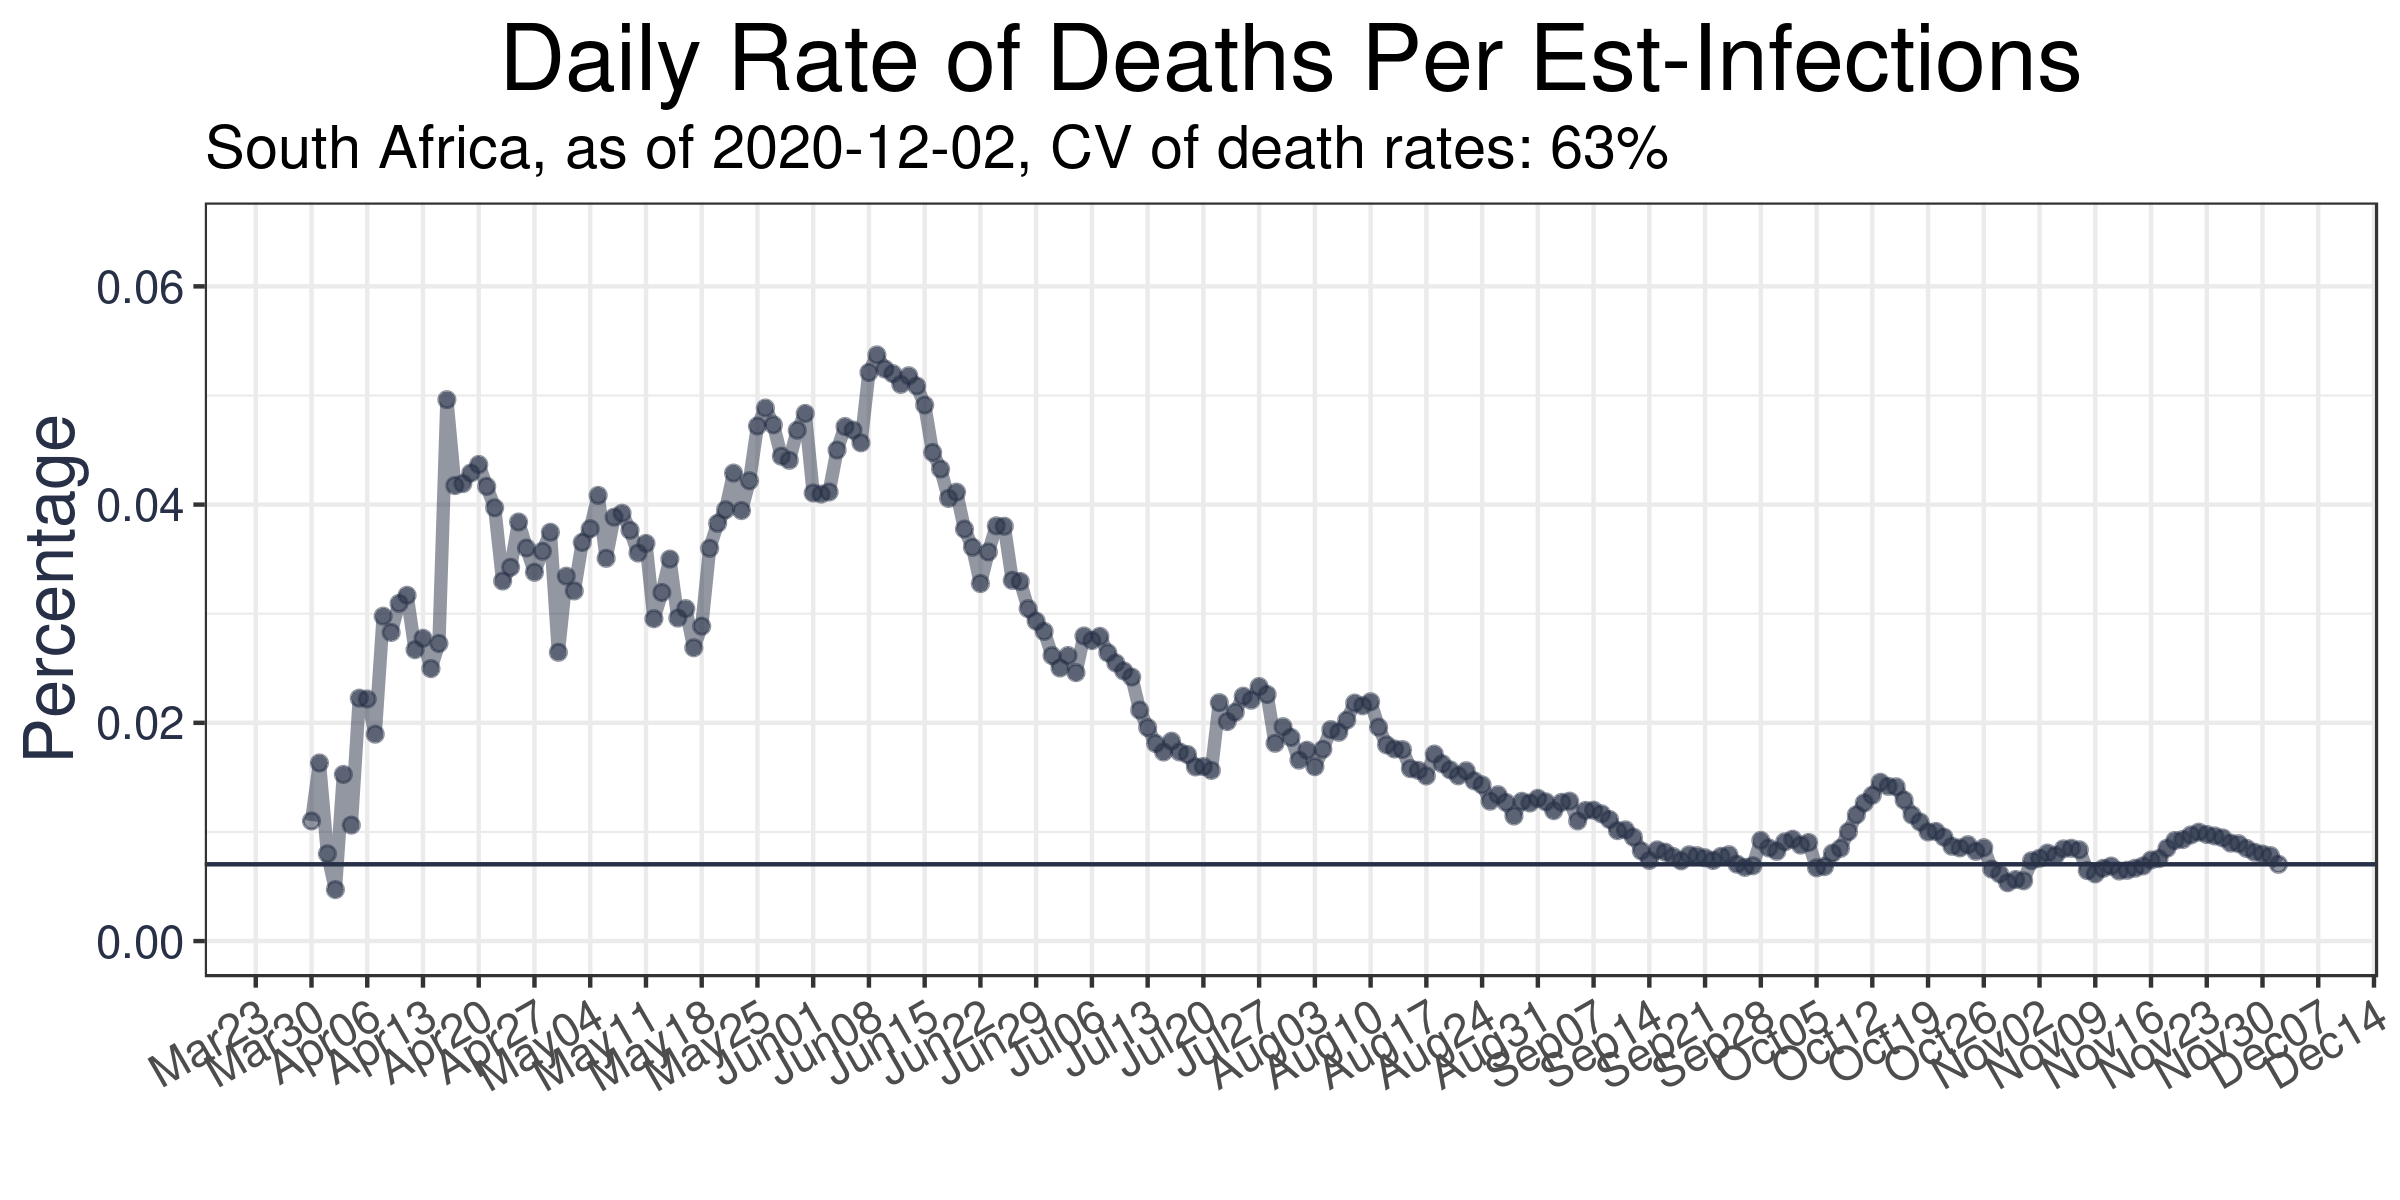 Daily Rate of Deaths Per Est-Infections
South Africa, as of 2020-12-02, CV of death rates: 63%
Percentage
0.06
0.04
0.02
0.00
Mar23 Mar30 Apr06 Apr13 Apr20 Apr27 May04 May11 May18 May25 Jun01 Jun08 Jun15 Jun22 Jun29 Jul06 Jul13 Jul20 Jul27 Aug03 Aug10 Aug17 Aug24 Aug31 Sep07 Sep14 Sep21 Sep28 Oct05 Oct12 Oct19 Oct26 Nov02 Nov09 Nov16 Nov23 Nov30 Dec07 Dec14